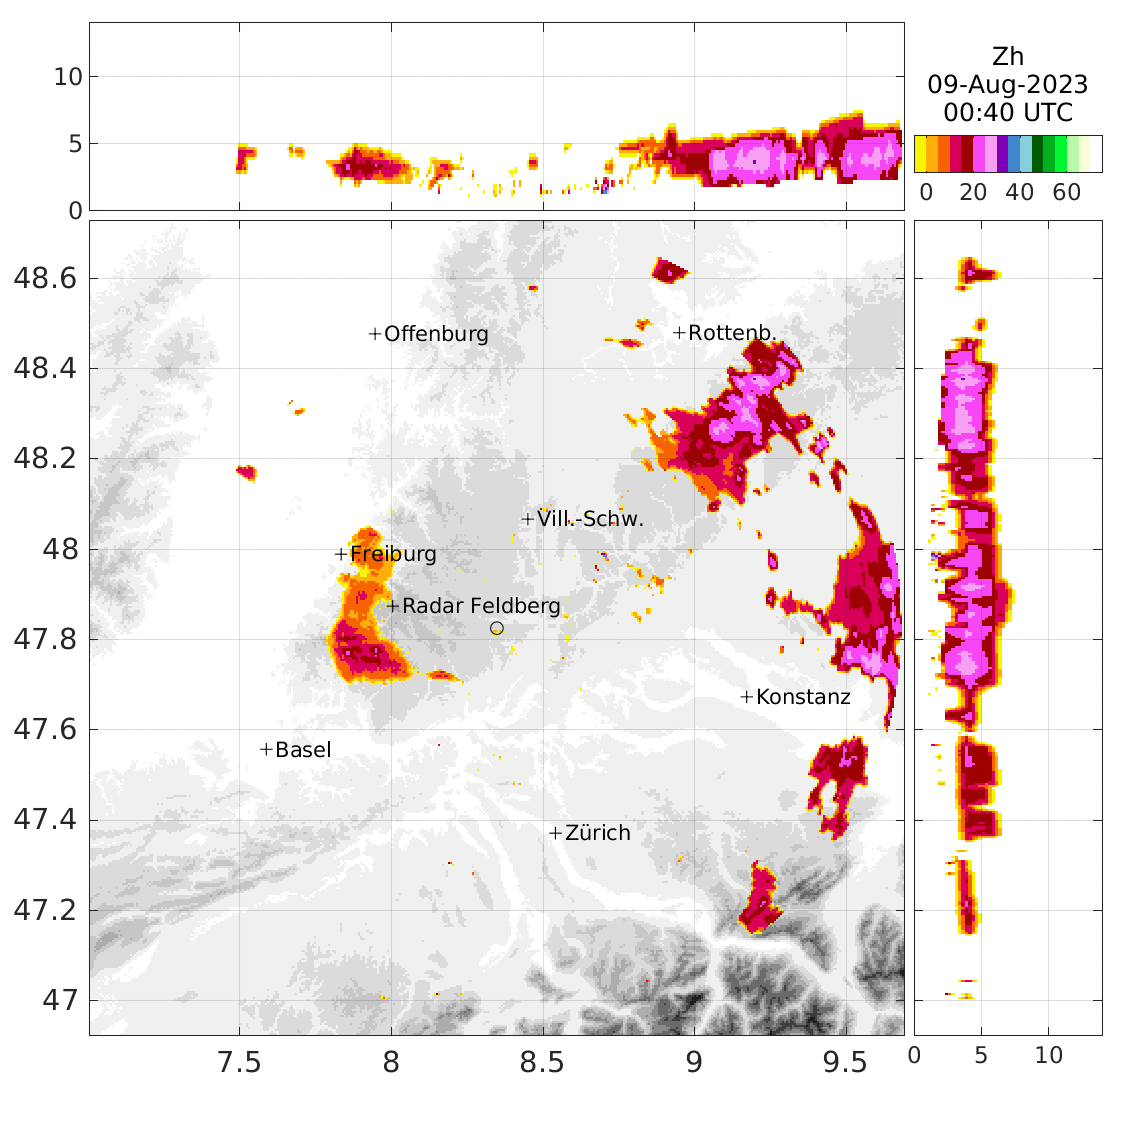 10
5
0
Zh
09-Aug-2023
00:40 UTC
0 20 40 60
48.6
48.4
48.2
48
47.8
47.6
47.4
47.2
47
Offenburg
Rottenb.
Vill.-Schw.
Freiburg
Radar Feldberg
Konstanz
Basel
Zürich
7.5 8 8.5 9 9.5
0 5 10